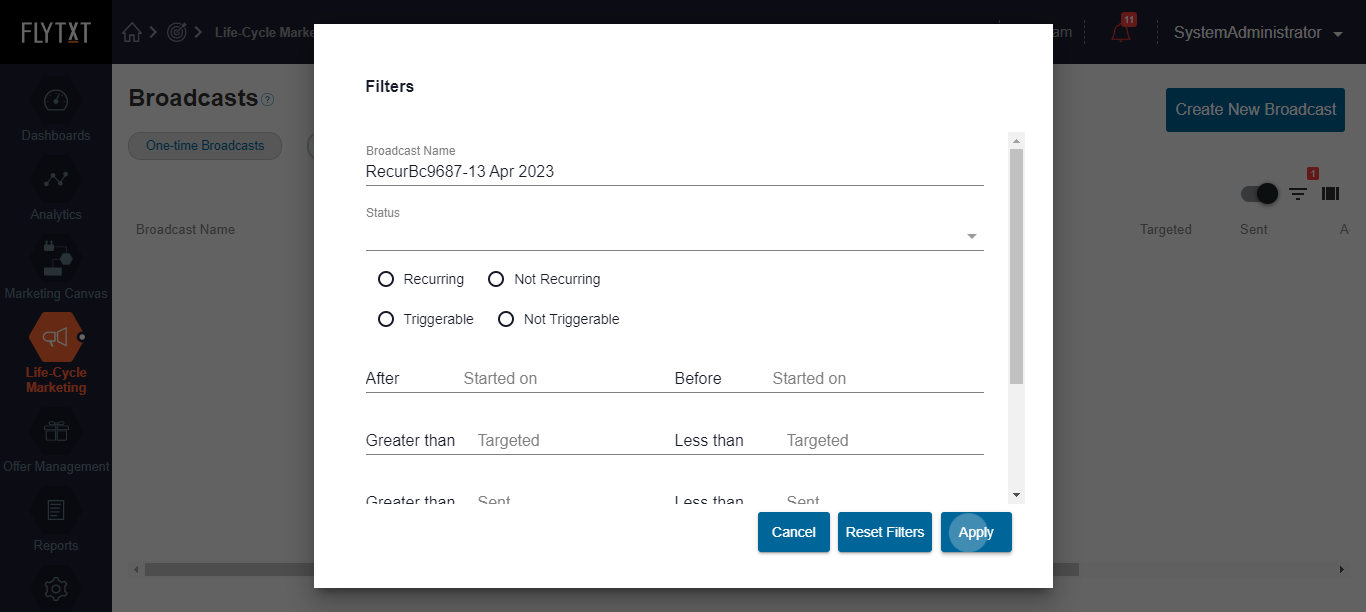 FLYTXT
Life-Cycle Marke
am
11
SystemAdministrator
Dashboards
Analytics
Marketing Canvas
Life-Cycle
Marketing
Offer Management
Reports
Broadcasts ?
Create New Broadcast
One-time Broadcasts
1
Broadcast Name
Targeted
Sent
A
Filters
Broadcast Name
RecurBc9687-13 Apr 2023
Status
Recurring
Not Recurring
Triggerable
Not Triggerable
After Started on
Before Started on
Greater than Targeted
Less than Targeted
Greater than Sent
Less than Sent
Cancel
Reset Filters
Apply